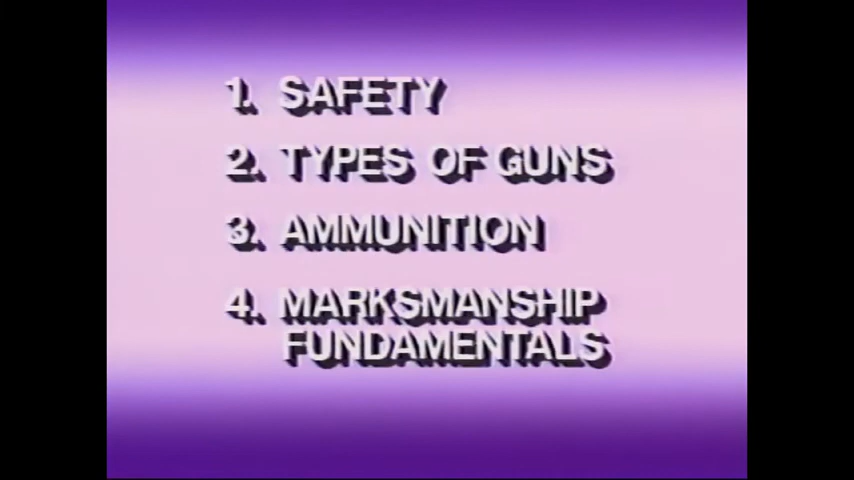 1. SAFETY
2. TYPES OF GUNS
3. AMMUNITION
4. MARKSMANSHIP
FUNDAMENTALS